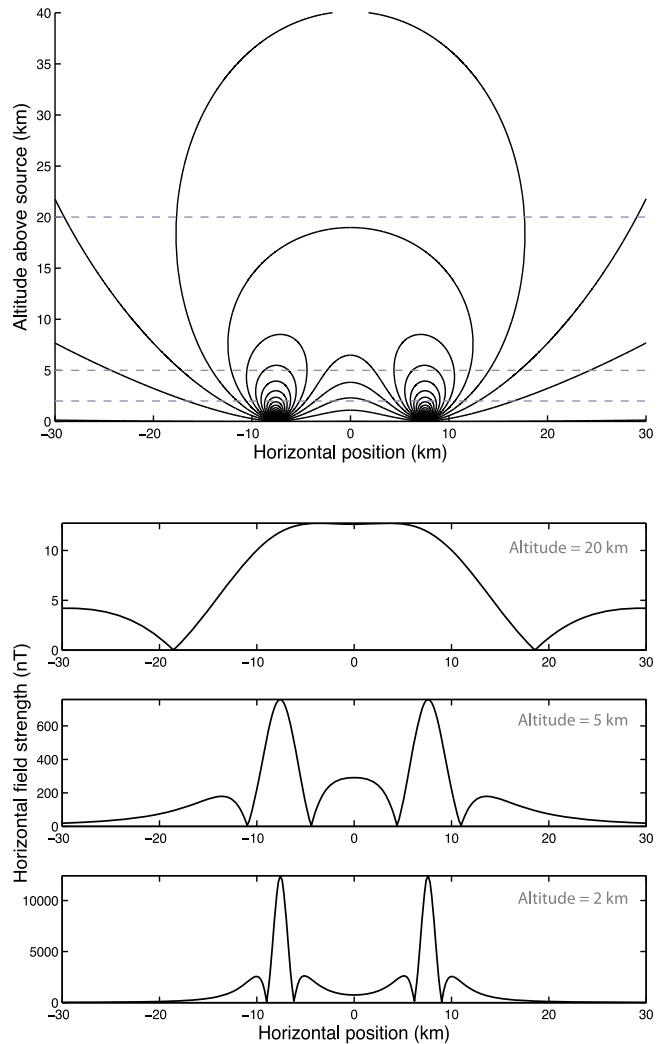 40
35
30
25
20
15
10
5
2
0
Altitude above source (km)
−30 −20 −10 0 10 20 30
Horizontal position (km)
Horizontal field strength (nT)
10
5
0
Altitude = 20 km
−30 −20 −10 0 10 20 30
600
400
200
0
Altitude = 5 km
−30 −20 −10 0 10 20 30
10000
5000
0
Altitude = 2 km
−30 −20 −10 0 10 20 30
Horizontal position (km)